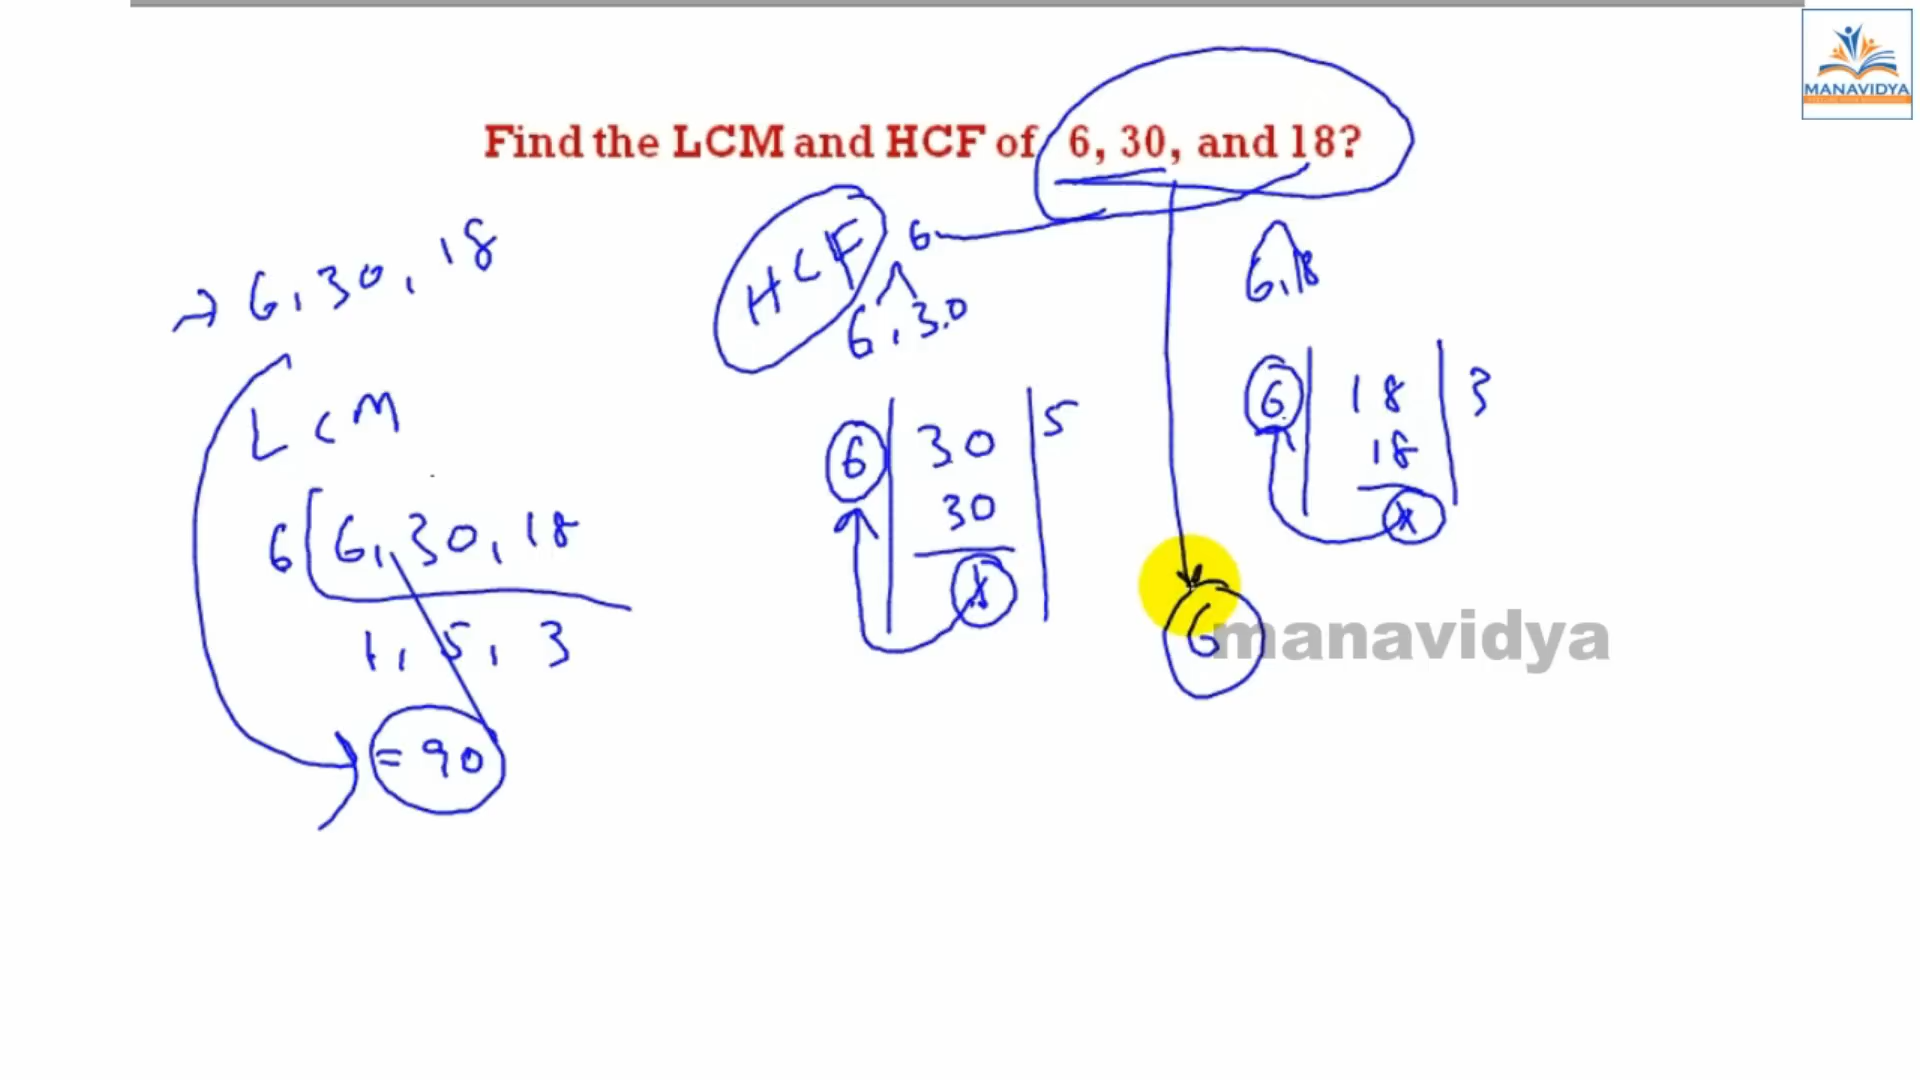 MANAVIDYA
Find the LCM and HCF of 6, 30, and 18?
→ 6, 30, 18
LCM
6 6, 30, 18
1, 5, 3
= 90
HCF
6
6, 30
6 30 5
30
6, 18
6 18 3
18
6
manavidya